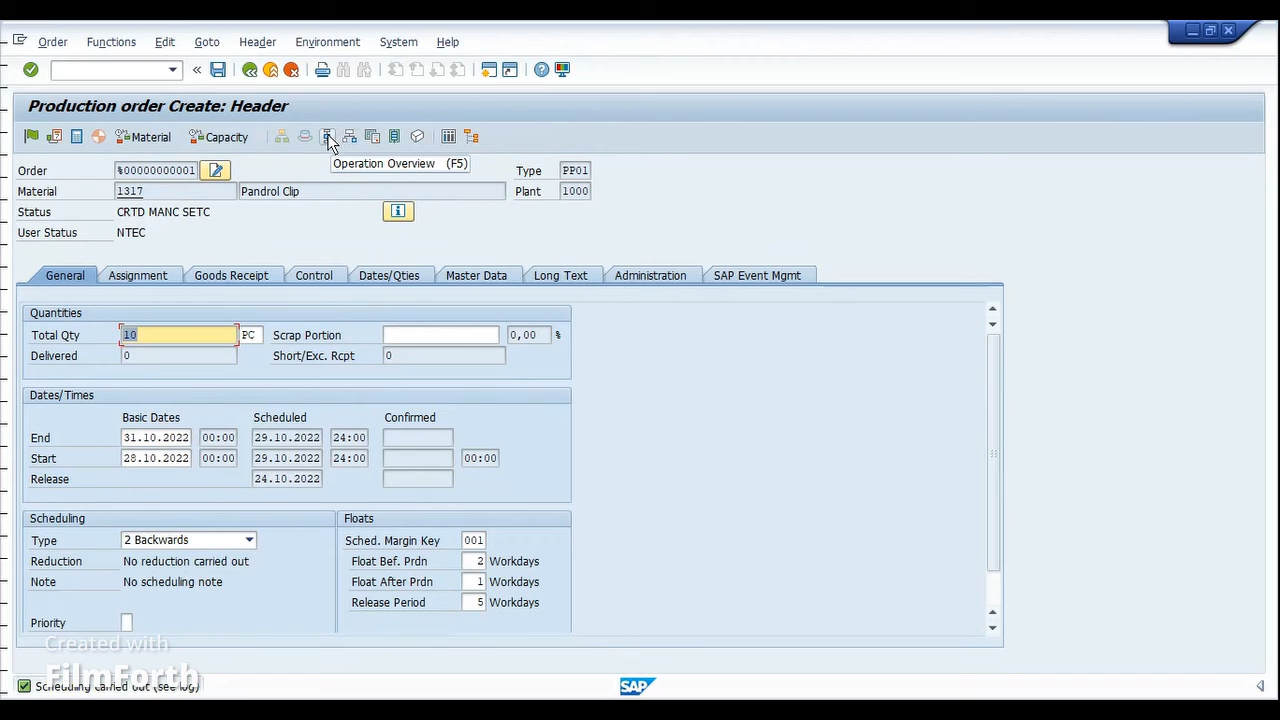 Order Functions Edit Goto Header Environment System Help
Production order Create: Header
Material Capacity
Operation Overview (F5)
Order %00000000001 Type PP01
Material 1317 Pandrol Clip Plant 1000
Status CRTD MANC SETC
User Status NTEC
General Assignment Goods Receipt Control Dates/Qties Master Data Long Text Administration SAP Event Mgmt
Quantities
Total Qty 10 PC Scrap Portion 0,00 %
Delivered 0 Short/Exc. Rcpt 0
Dates/Times
Basic Dates Scheduled Confirmed
End 31.10.2022 00:00 29.10.2022 24:00
Start 28.10.2022 00:00 29.10.2022 24:00 00:00
Release 24.10.2022
Scheduling Floats
Type 2 Backwards Sched. Margin Key 001
Reduction No reduction carried out Float Bef. Prdn 2 Workdays
Note No scheduling note Float After Prdn 1 Workdays
Release Period 5 Workdays
Priority
Created with
FilmForth
Scheduling carried out (see log) SAP